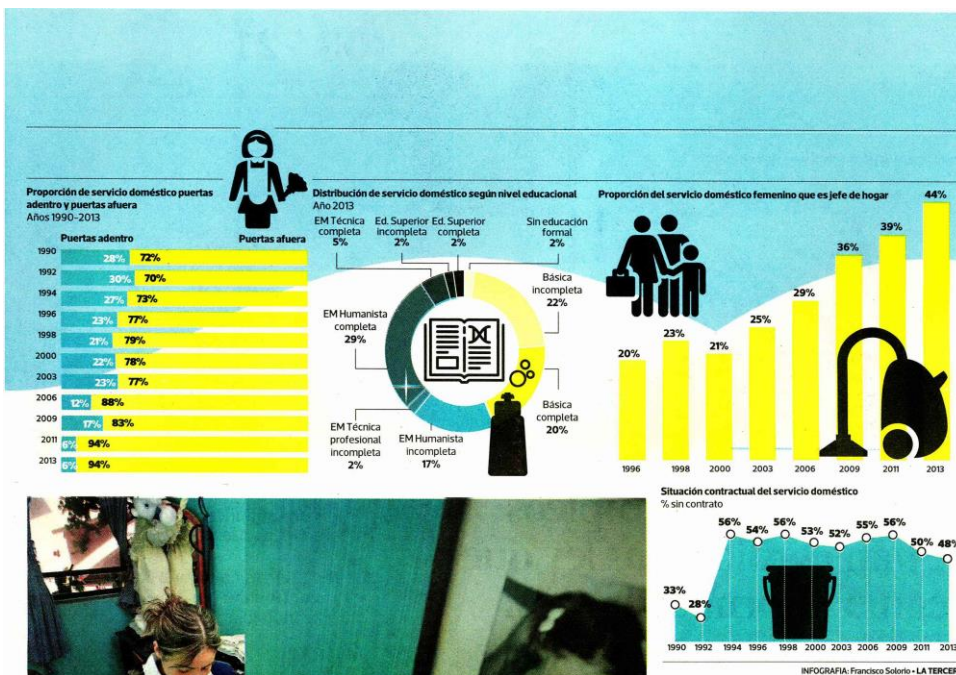 Proporción de servicio doméstico puertas
adentro y puertas afuera
Años 1990-2013
Puertas adentro
Puertas afuera
1990
28%
72%
1992
30%
70%
1994
27%
73%
1996
23%
77%
1998
21%
79%
2000
22%
78%
2003
23%
77%
2006
12%
88%
2009
17%
83%
2011
6%
94%
2013
6%
94%
Distribución de servicio doméstico según nivel educacional
Año 2013
EM Técnica
completa
5%
Ed. Superior
incompleta
2%
Ed. Superior
completa
2%
Sin educación
formal
2%
Básica
incompleta
22%
Básica
completa
20%
EM Humanista
incompleta
17%
EM Técnica
profesional
incompleta
2%
EM Humanista
completa
29%
Proporción del servicio doméstico femenino que es jefe de hogar
20%
23%
21%
25%
29%
36%
39%
44%
1996
1998
2000
2003
2006
2009
2011
2013
Situación contractual del servicio doméstico
% sin contrato
33%
28%
56%
54%
56%
53%
52%
55%
56%
50%
48%
1990
1992
1994
1996
1998
2000
2003
2006
2009
2011
2013
INFOGRAFIA: Francisco Solorio • LA TERCER